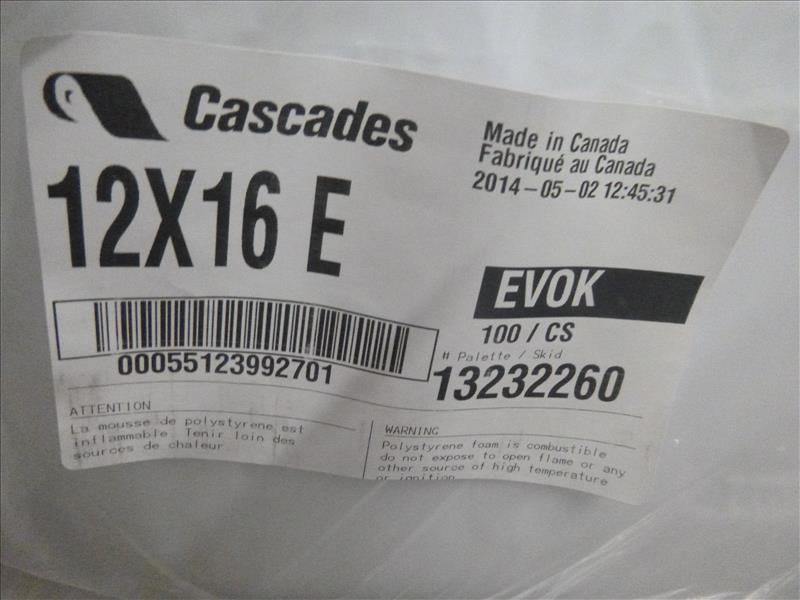 Cascades
Made in Canada
Fabriqué au Canada
2014-05-02 12:45:31
12X16 E
EVOK
100 / CS
00055123992701
# Palette / Skid
13232260
ATTENTION
La mousse de polystyrene est
inflammable. Tenir loin des
sources de chaleur
WARNING
Polystyrene foam is combustible
do not expose to open flame or any
other source of high temperature
or ignition